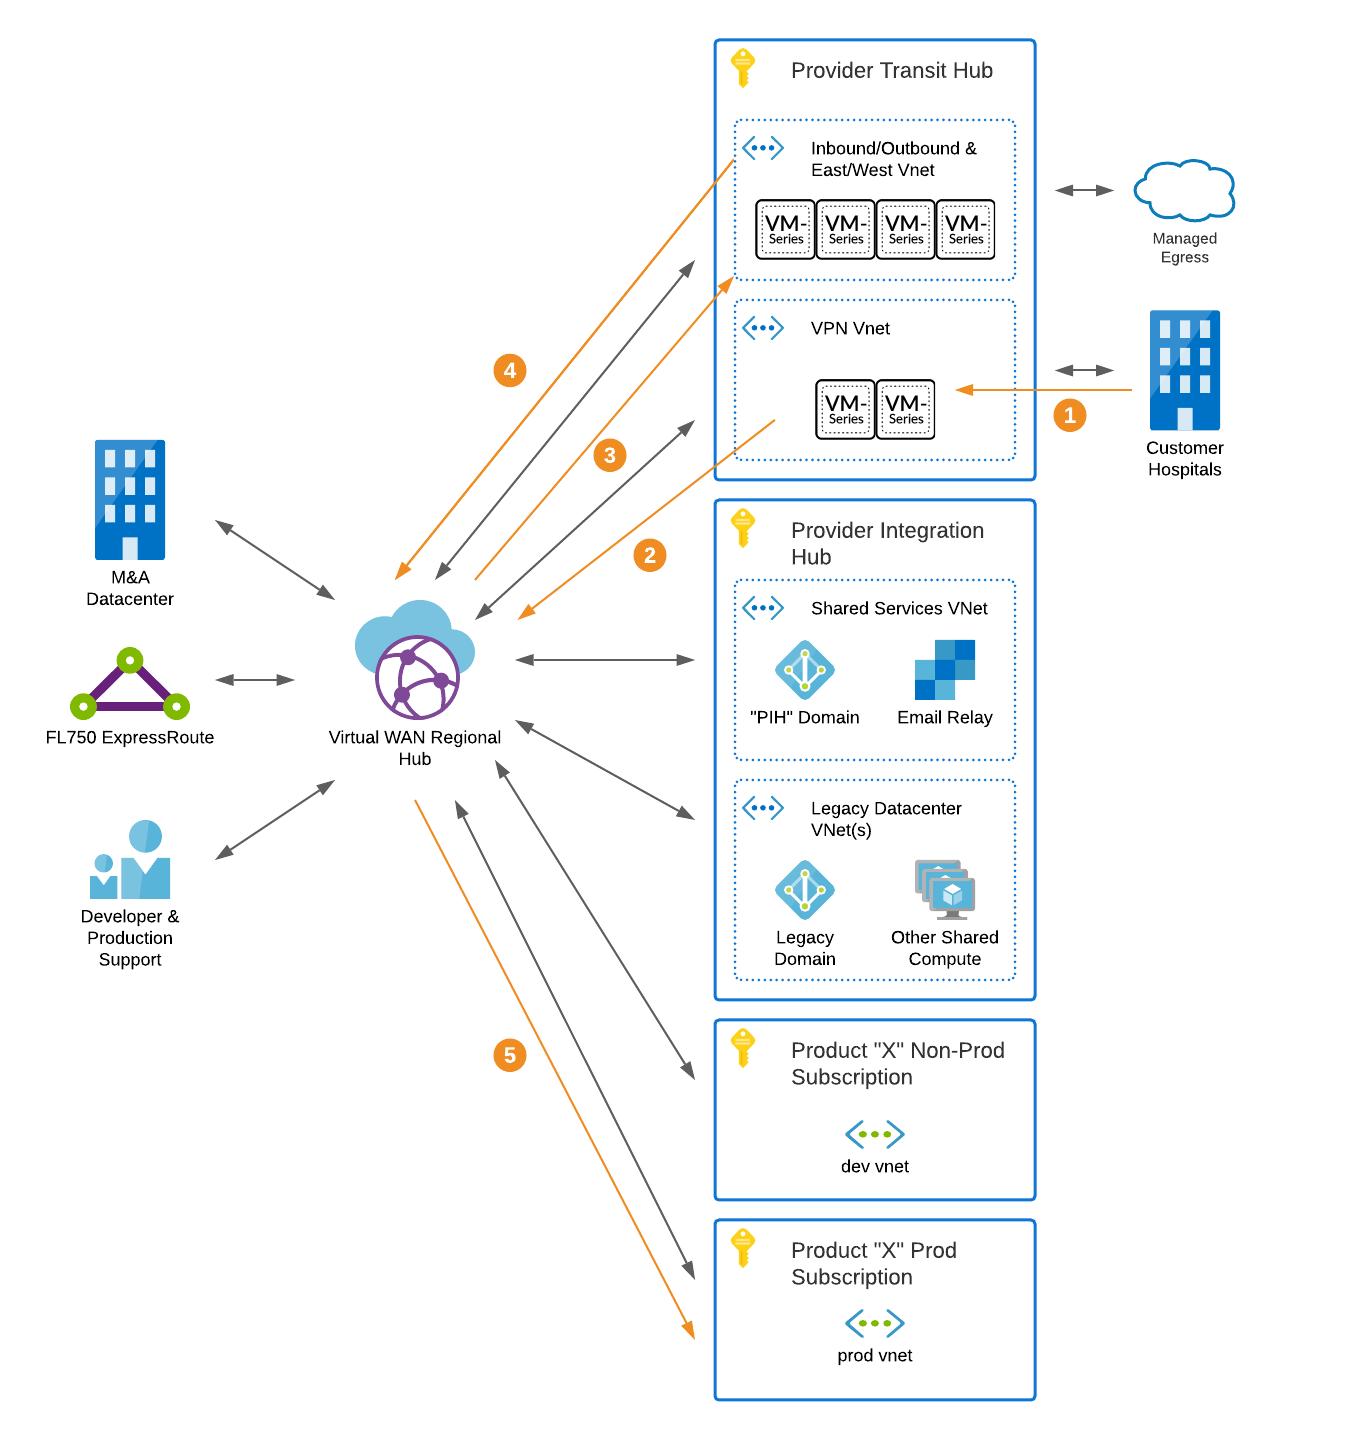 Provider Transit Hub
Inbound/Outbound &
East/West Vnet
VM-
Series
VM-
Series
VM-
Series
VM-
Series
Managed
Egress
VPN Vnet
VM-
Series
VM-
Series
1
Customer
Hospitals
4
3
2
M&A
Datacenter
FL750 ExpressRoute
Developer &
Production
Support
Virtual WAN Regional
Hub
Provider Integration
Hub
Shared Services VNet
"PIH" Domain
Email Relay
Legacy Datacenter
VNet(s)
Legacy
Domain
Other Shared
Compute
5
Product "X" Non-Prod
Subscription
dev vnet
Product "X" Prod
Subscription
prod vnet